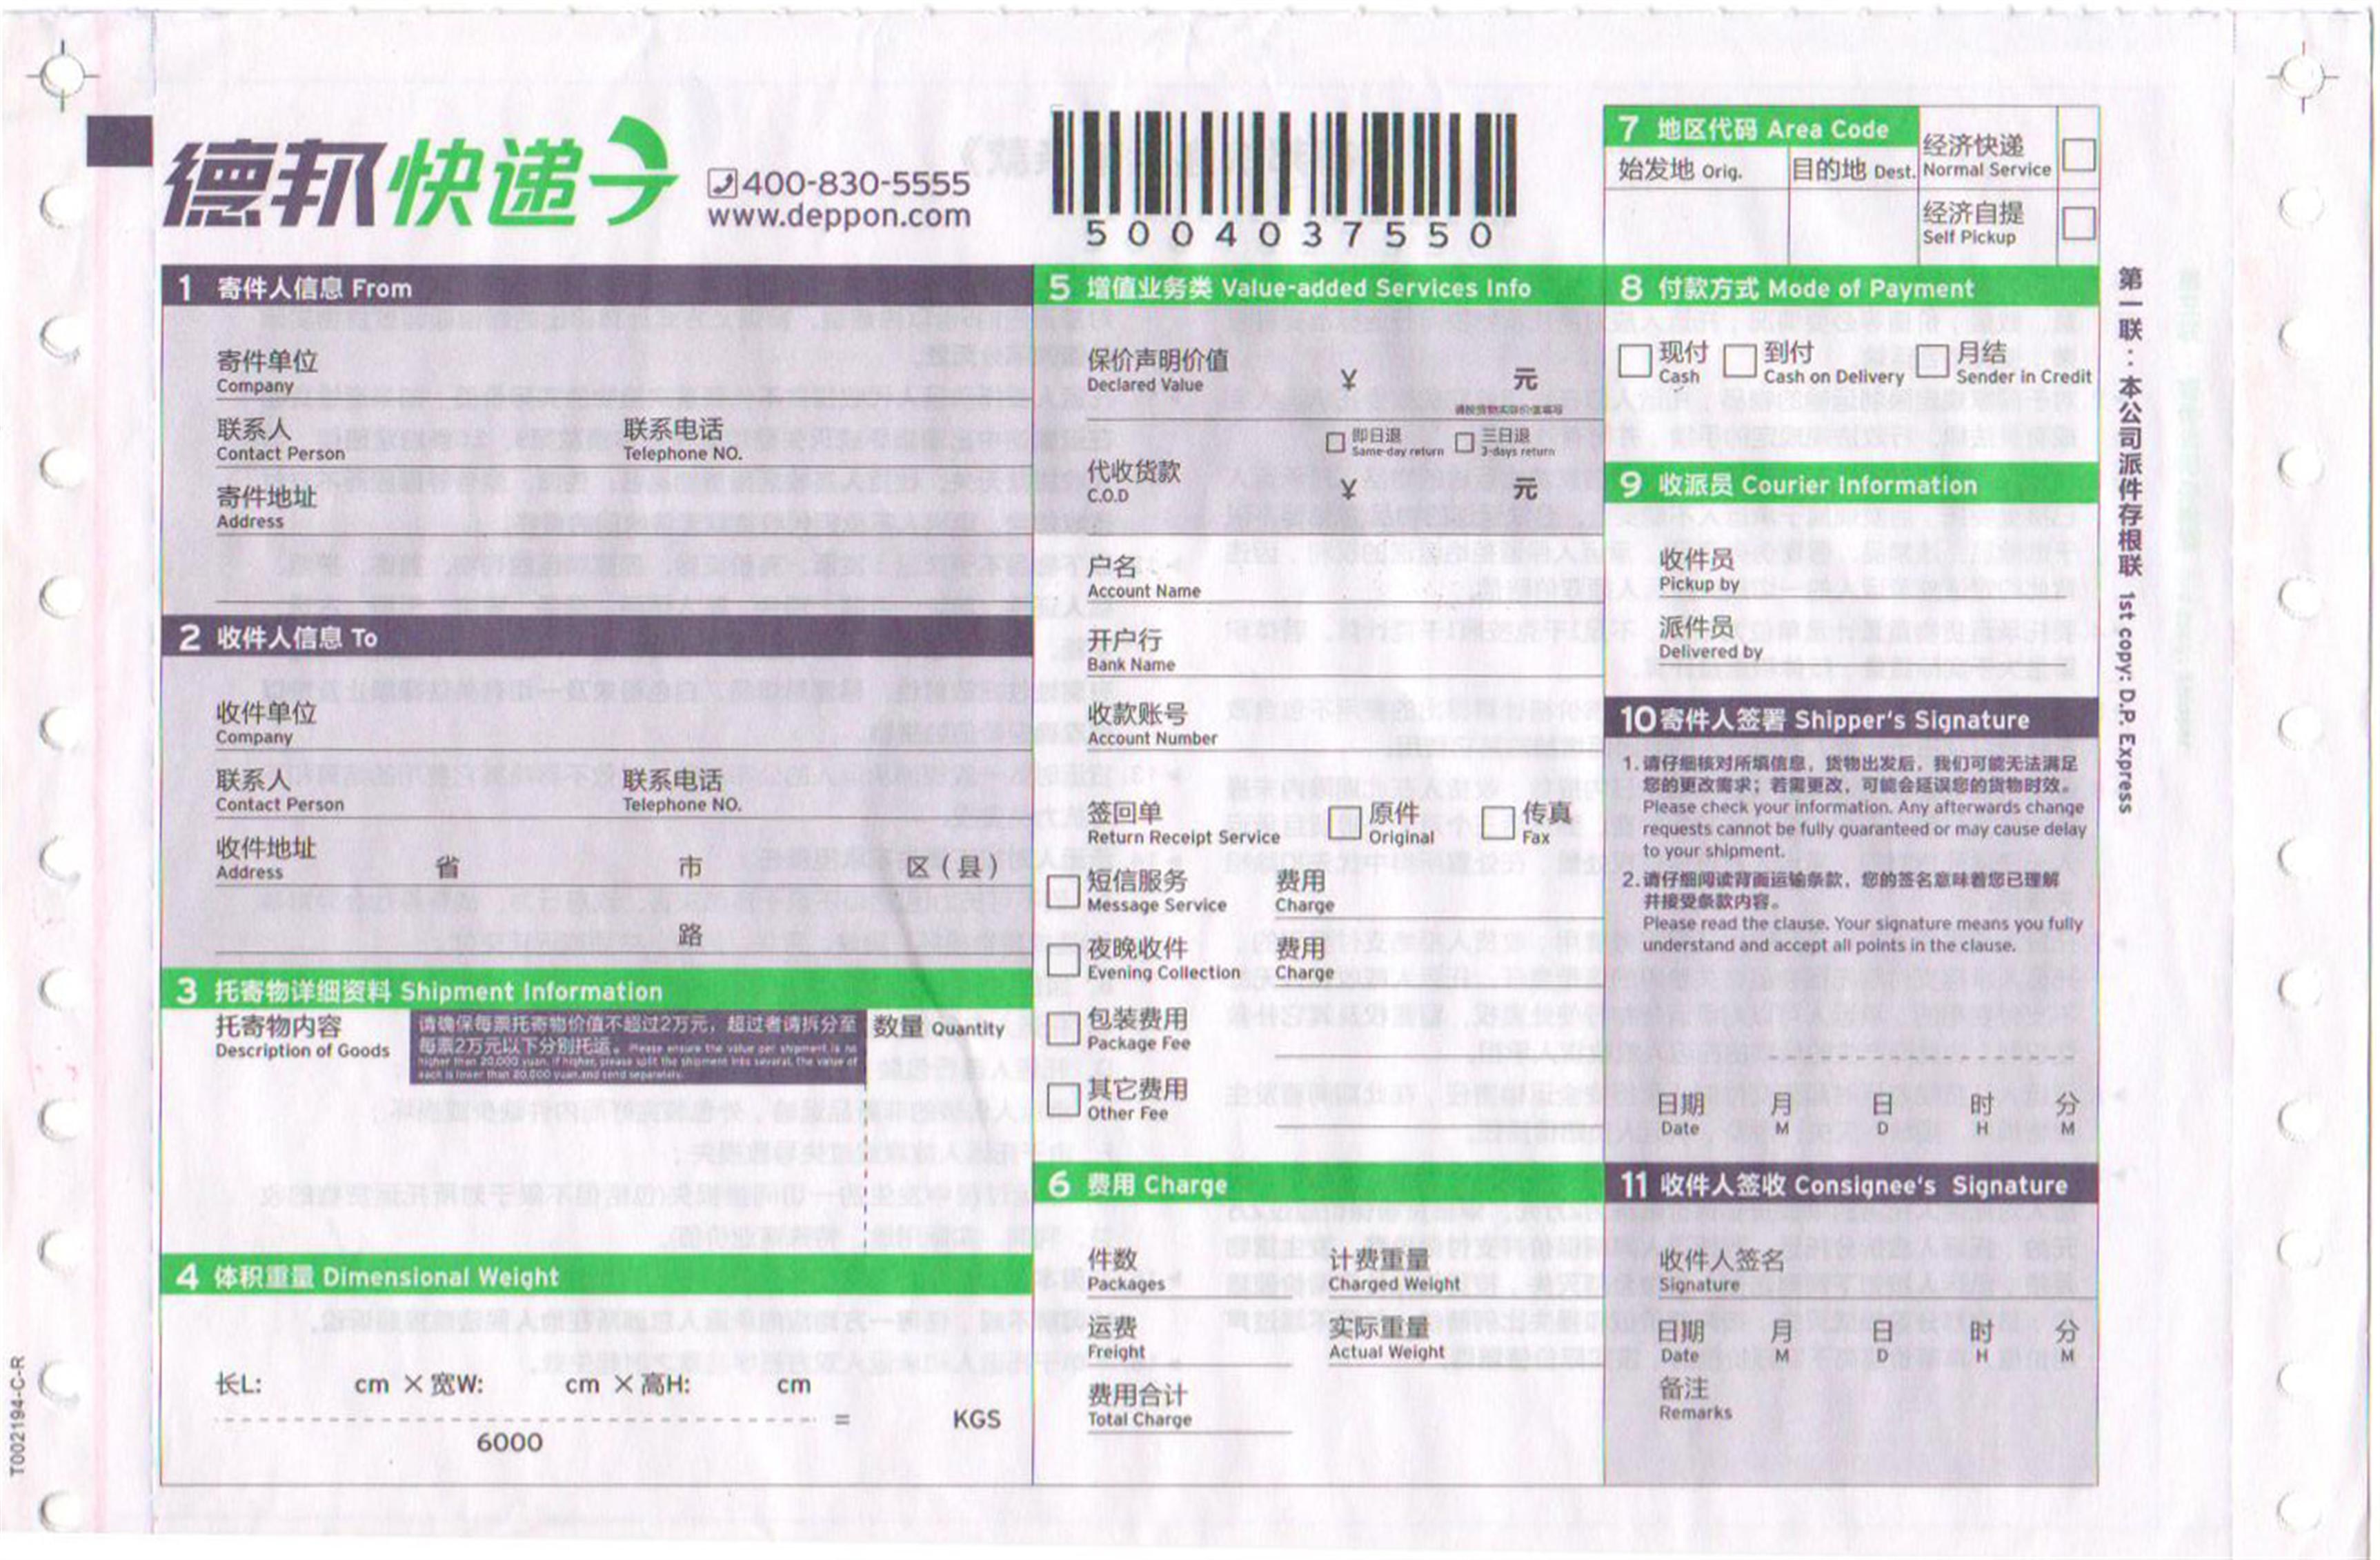 德邦快递
400-830-5555
www.deppon.com
5004037550
7 地区代码 Area Code
始发地 Orig.
目的地 Dest.
经济快递
Normal Service
经济自提
Self Pickup
1 寄件人信息 From
寄件单位
Company
联系人 联系电话
Contact Person Telephone NO.
寄件地址
Address
2 收件人信息 To
收件单位
Company
联系人 联系电话
Contact Person Telephone NO.
收件地址 省 市 区(县)
Address
路
3 托寄物详细资料 Shipment Information
托寄物内容
Description of Goods
请确保每票托寄物价值不超过2万元，超过者请拆分至
每票2万元以下分别托运。Please ensure the value per shipment is no
higher than 20,000 yuan, if higher, please split the shipment into several, the value of
each is lower than 20,000 yuan,and send separately.
数量 Quantity
4 体积重量 Dimensional Weight
长L: cm ×宽W: cm ×高H: cm
= KGS
6000
5 增值业务类 Value-added Services Info
保价声明价值 ¥ 元
Declared Value
请按货物实际价值填写
即日退 三日退
Same-day return 3-days return
代收货款 ¥ 元
C.O.D
户名
Account Name
开户行
Bank Name
收款账号
Account Number
签回单 原件 传真
Return Receipt Service Original Fax
短信服务 费用
Message Service Charge
夜晚收件 费用
Evening Collection Charge
包装费用
Package Fee
其它费用
Other Fee
6 费用 Charge
件数 计费重量
Packages Charged Weight
运费 实际重量
Freight Actual Weight
费用合计
Total Charge
8 付款方式 Mode of Payment
现付 到付 月结
Cash Cash on Delivery Sender in Credit
9 收派员 Courier Information
收件员
Pickup by
派件员
Delivered by
10 寄件人签署 Shipper's Signature
1. 请仔细核对所填信息，货物出发后，我们可能无法满足
您的更改需求；若需更改，可能会延误您的货物时效。
Please check your information. Any afterwards change
requests cannot be fully guaranteed or may cause delay
to your shipment.
2. 请仔细阅读背面运输条款，您的签名意味着您已理解
并接受条款内容。
Please read the clause. Your signature means you fully
understand and accept all points in the clause.
日期 月 日 时 分
Date M D H M
11 收件人签收 Consignee's Signature
收件人签名
Signature
日期 月 日 时 分
Date M D H M
备注
Remarks
第一联：本公司派件存根联 1st copy: D.P. Express
T002194-C-R